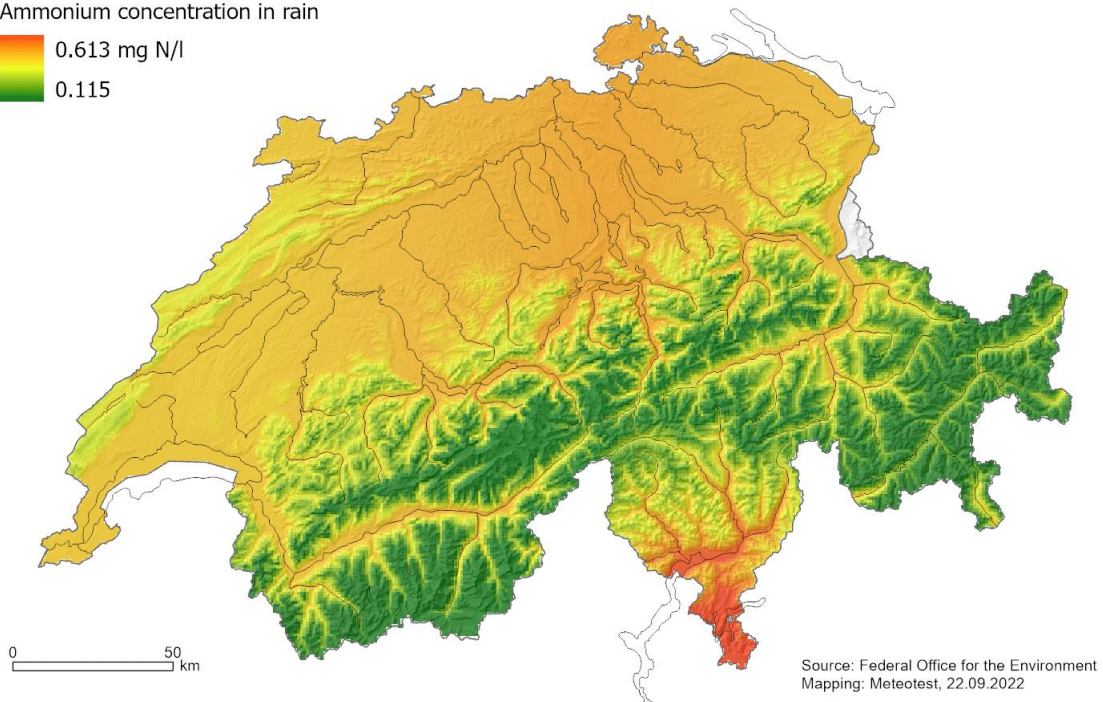 Ammonium concentration in rain
0.613 mg N/l
0.115
0 50
km
Source: Federal Office for the Environment
Mapping: Meteotest, 22.09.2022